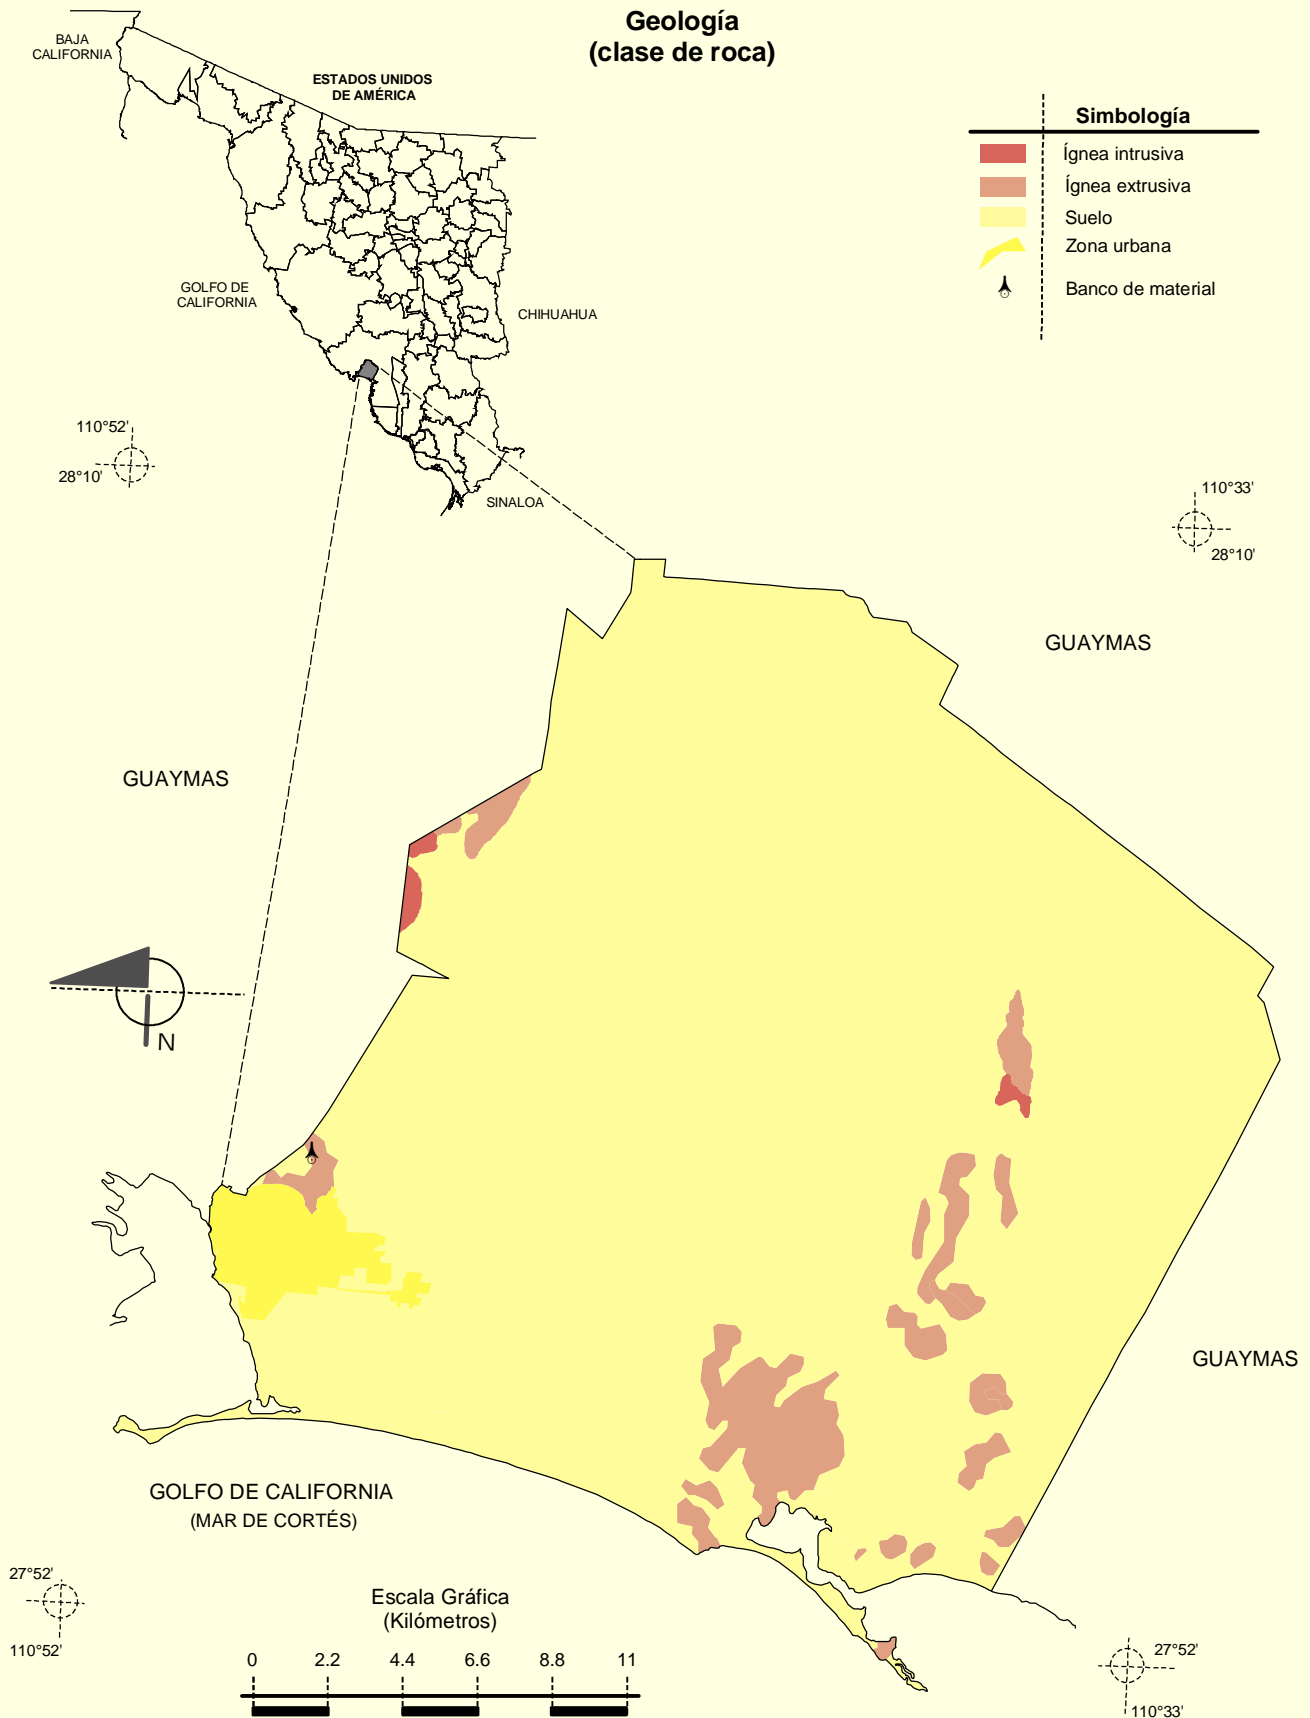 Geología
(clase de roca)
BAJA
CALIFORNIA
ESTADOS UNIDOS
DE AMÉRICA
Simbología
Ígnea intrusiva
Ígnea extrusiva
Suelo
Zona urbana
Banco de material
GOLFO DE
CALIFORNIA
CHIHUAHUA
SINALOA
110°52'
28°10'
110°33'
28°10'
GUAYMAS
GUAYMAS
N
GUAYMAS
GOLFO DE CALIFORNIA
(MAR DE CORTÉS)
27°52'
110°52'
Escala Gráfica
(Kilómetros)
0 2.2 4.4 6.6 8.8 11
27°52'
110°33'